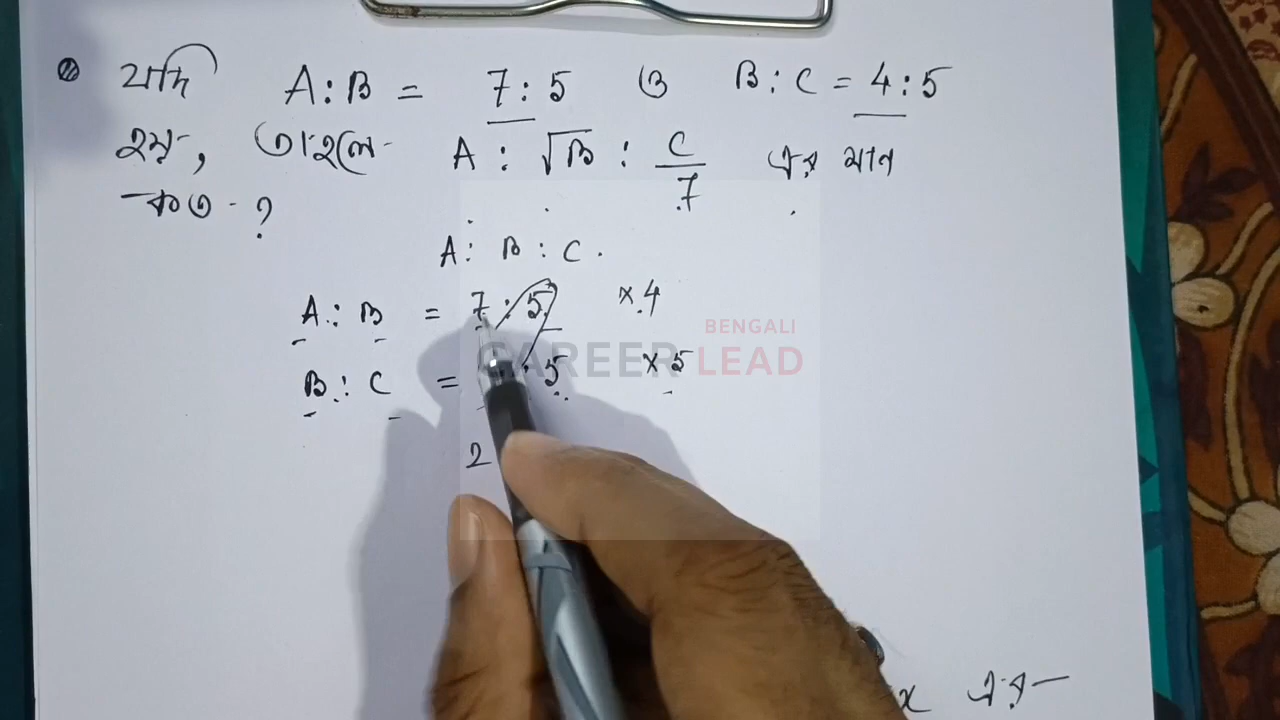 যদি A : B = 7 : 5 ও B : C = 4 : 5
হয়, তাহলে A : √B : C/7 এর মান
কত ?
A : B : C .
A : B = 7 : 5 × 4
BENGALI
CAREER LEAD
B : C = : 5 × 5
2
x এর